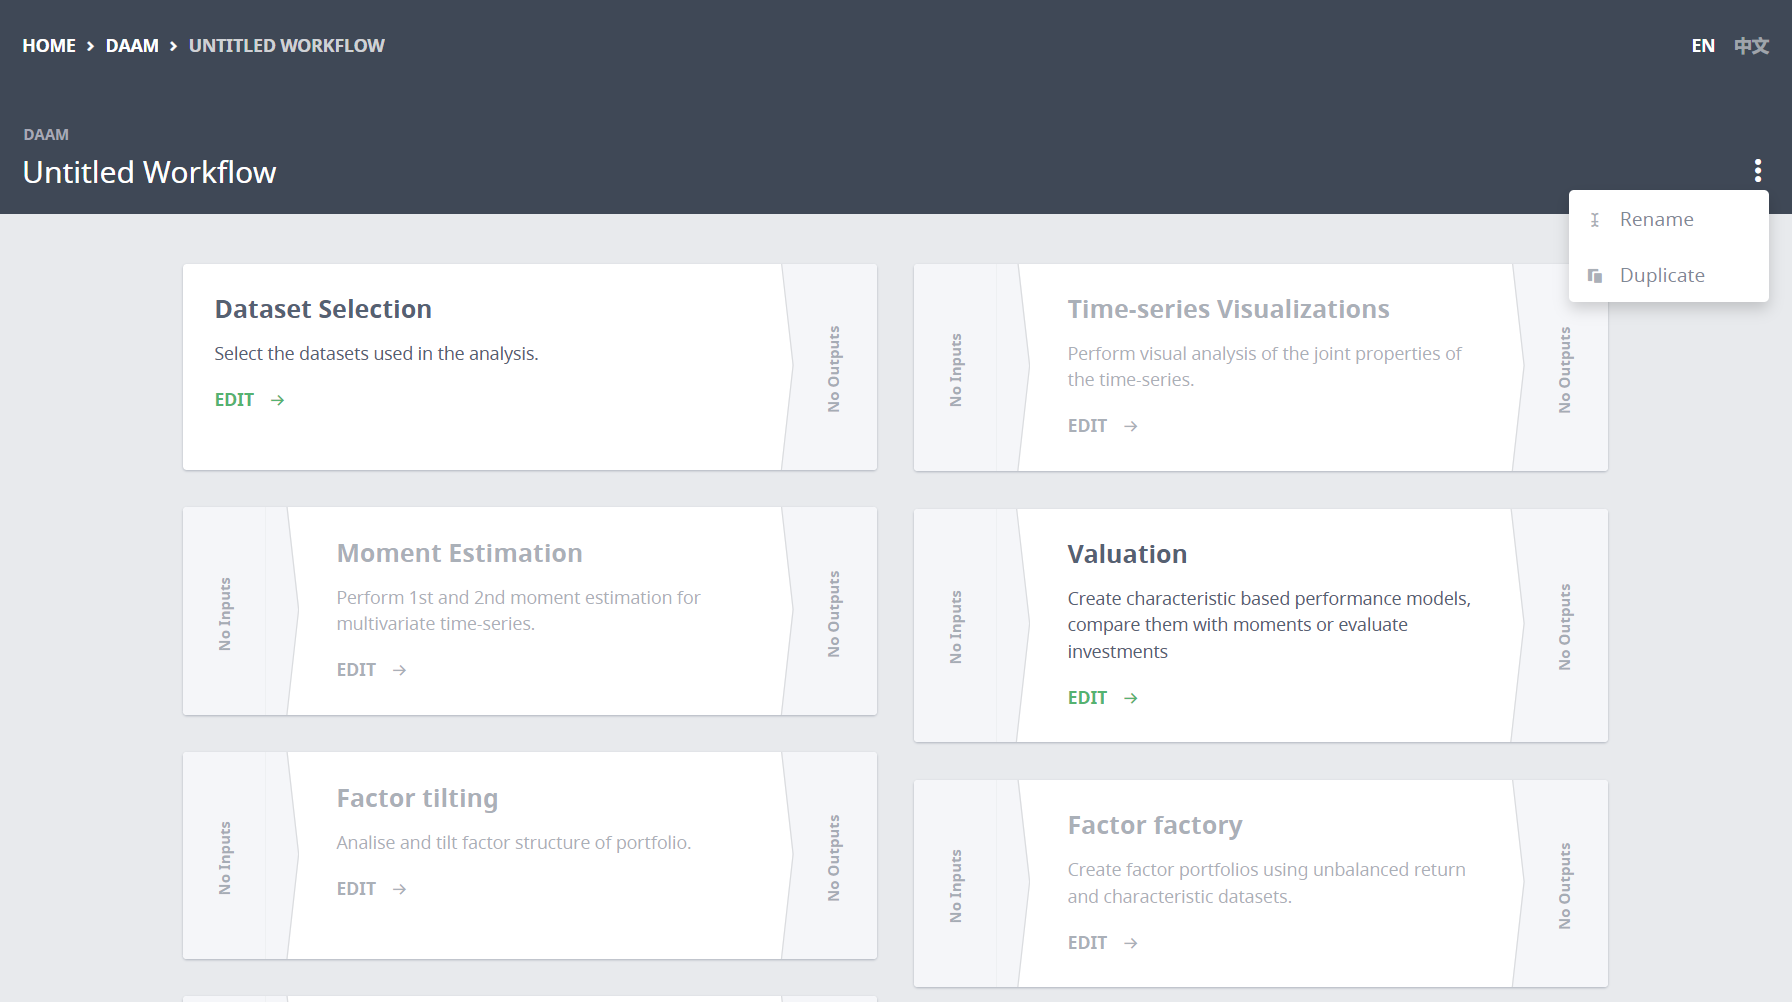 HOME > DAAM > UNTITLED WORKFLOW
EN 中文
DAAM
Untitled Workflow
Rename
Duplicate
Dataset Selection
Select the datasets used in the analysis.
EDIT →
No Outputs
No Inputs
Time-series Visualizations
Perform visual analysis of the joint properties of
the time-series.
EDIT →
No Outputs
No Inputs
Moment Estimation
Perform 1st and 2nd moment estimation for
multivariate time-series.
EDIT →
No Outputs
No Inputs
Valuation
Create characteristic based performance models,
compare them with moments or evaluate
investments
EDIT →
No Outputs
No Inputs
Factor tilting
Analise and tilt factor structure of portfolio.
EDIT →
No Outputs
No Inputs
Factor factory
Create factor portfolios using unbalanced return
and characteristic datasets.
EDIT →
No Outputs